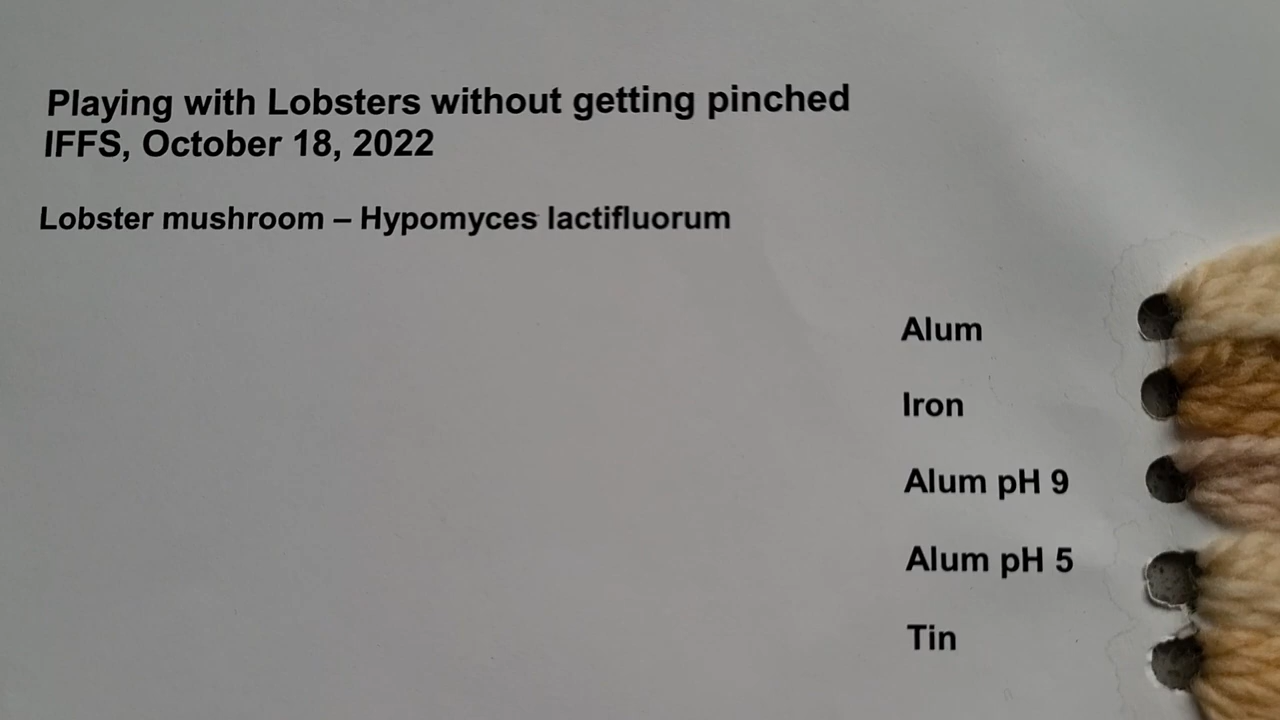 Playing with Lobsters without getting pinched
IFFS, October 18, 2022
Lobster mushroom – Hypomyces lactifluorum
Alum
Iron
Alum pH 9
Alum pH 5
Tin